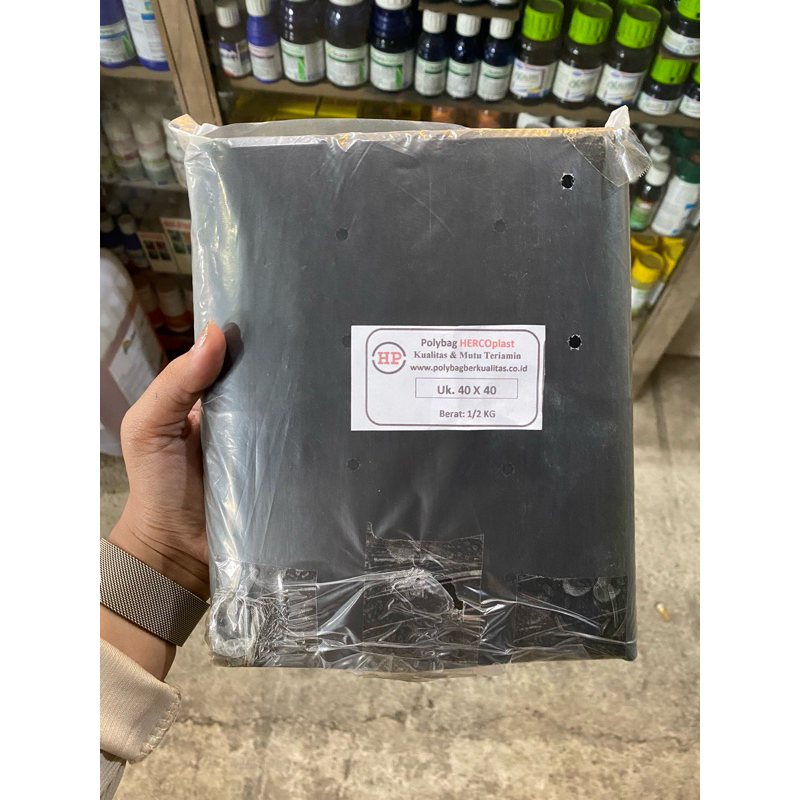 Polybag HERCOplast
HP
Kualitas & Mutu Terjamin
www.polybagberkualitas.co.id
Uk. 40 X 40
Berat: 1/2 KG